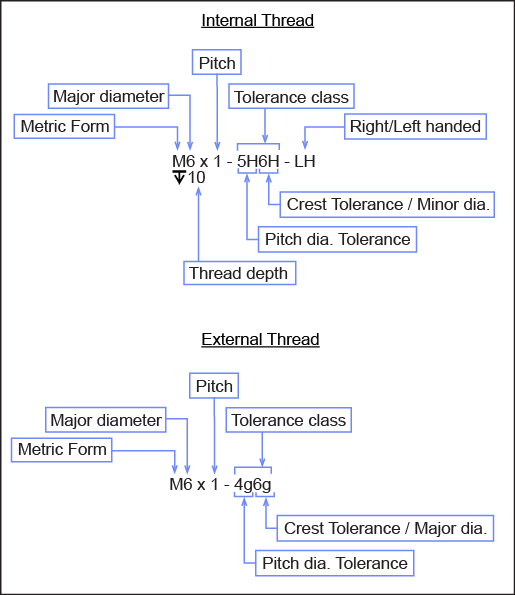 Internal Thread
Pitch
Major diameter
Tolerance class
Metric Form
Right/Left handed
M6 x 1 - 5H6H - LH
↧10
Crest Tolerance / Minor dia.
Pitch dia. Tolerance
Thread depth
External Thread
Pitch
Major diameter
Tolerance class
Metric Form
M6 x 1 - 4g6g
Crest Tolerance / Major dia.
Pitch dia. Tolerance